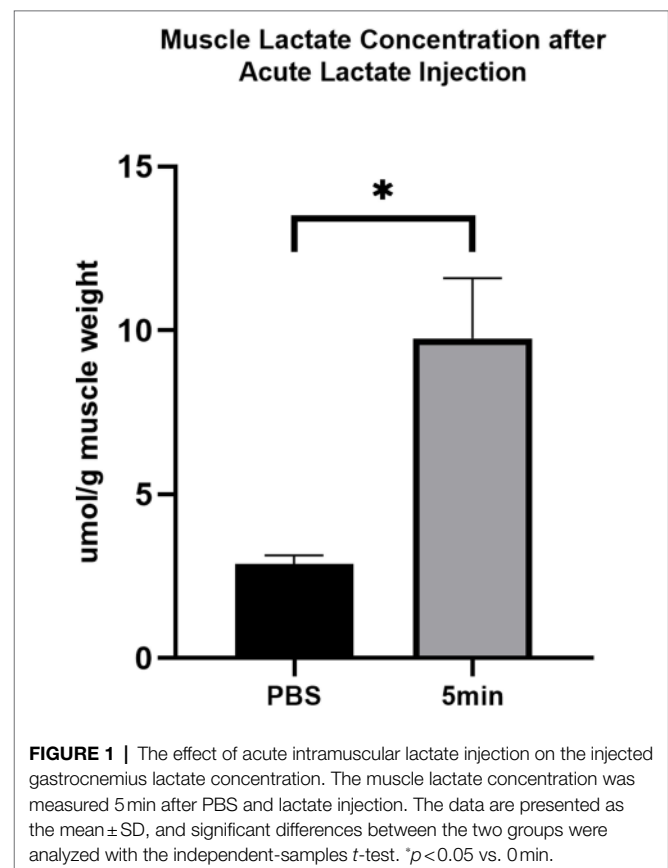 Muscle Lactate Concentration after
Acute Lactate Injection
15
*
10
umol/g muscle weight
5
0
PBS
5min
FIGURE 1 | The effect of acute intramuscular lactate injection on the injected
gastrocnemius lactate concentration. The muscle lactate concentration was
measured 5 min after PBS and lactate injection. The data are presented as
the mean ± SD, and significant differences between the two groups were
analyzed with the independent-samples t-test. *p < 0.05 vs. 0 min.